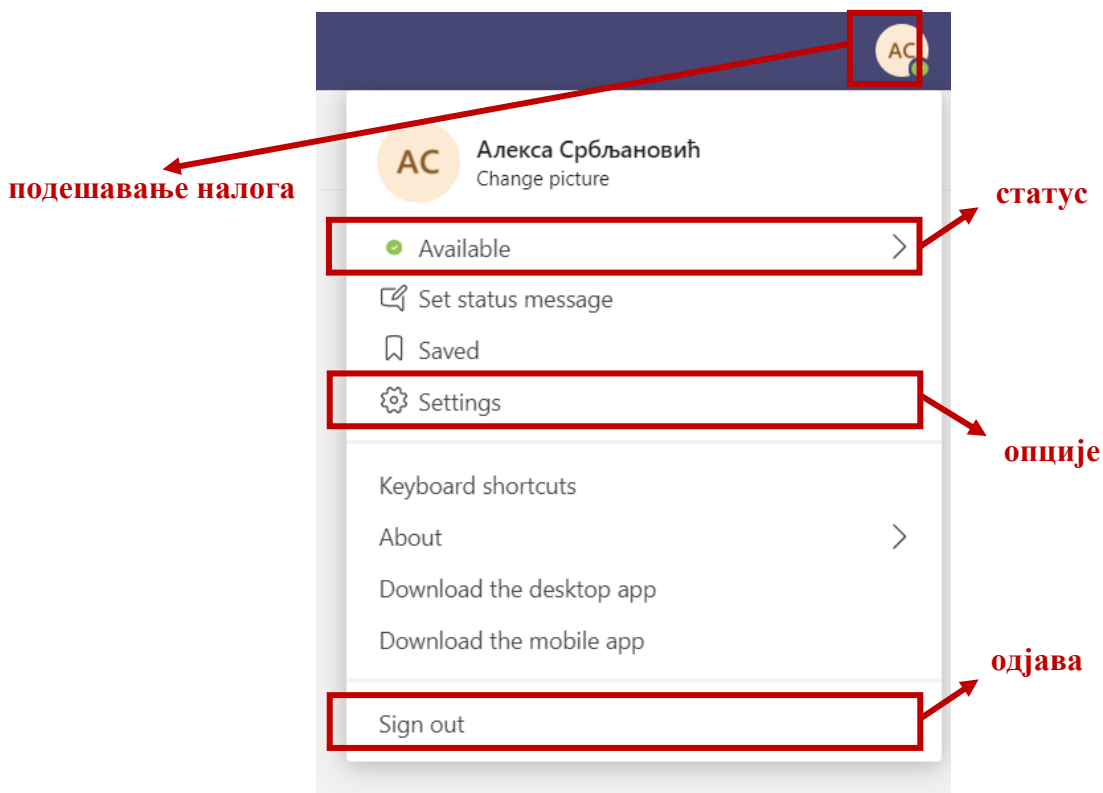 AC
AC
Алекса Србљановић
Change picture
подешавање налога
статус
Available
Set status message
Saved
Settings
опције
Keyboard shortcuts
About
Download the desktop app
Download the mobile app
одјава
Sign out